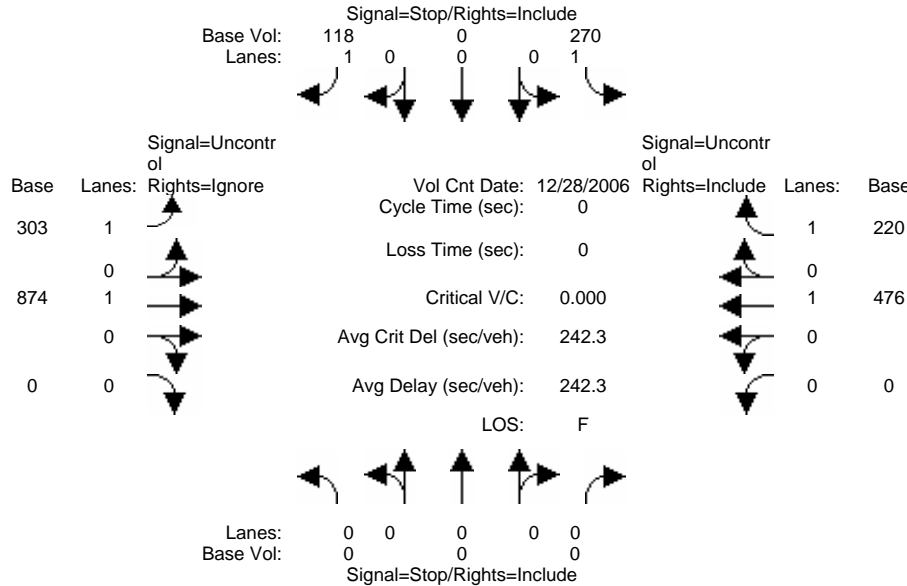 Signal=Stop/Rights=Include
Base Vol: 118 0 270
Lanes: 1 0 0 0 1
Signal=Uncontr
ol
Signal=Uncontr
ol
Base Lanes: Rights=Ignore Vol Cnt Date: 12/28/2006 Rights=Include Lanes: Base
Cycle Time (sec): 0
303 1 1 220
Loss Time (sec): 0
0 0
874 1 Critical V/C: 0.000 1 476
0 Avg Crit Del (sec/veh): 242.3 0
0 0 Avg Delay (sec/veh): 242.3 0 0
LOS: F
Lanes: 0 0 0 0 0
Base Vol: 0 0 0
Signal=Stop/Rights=Include